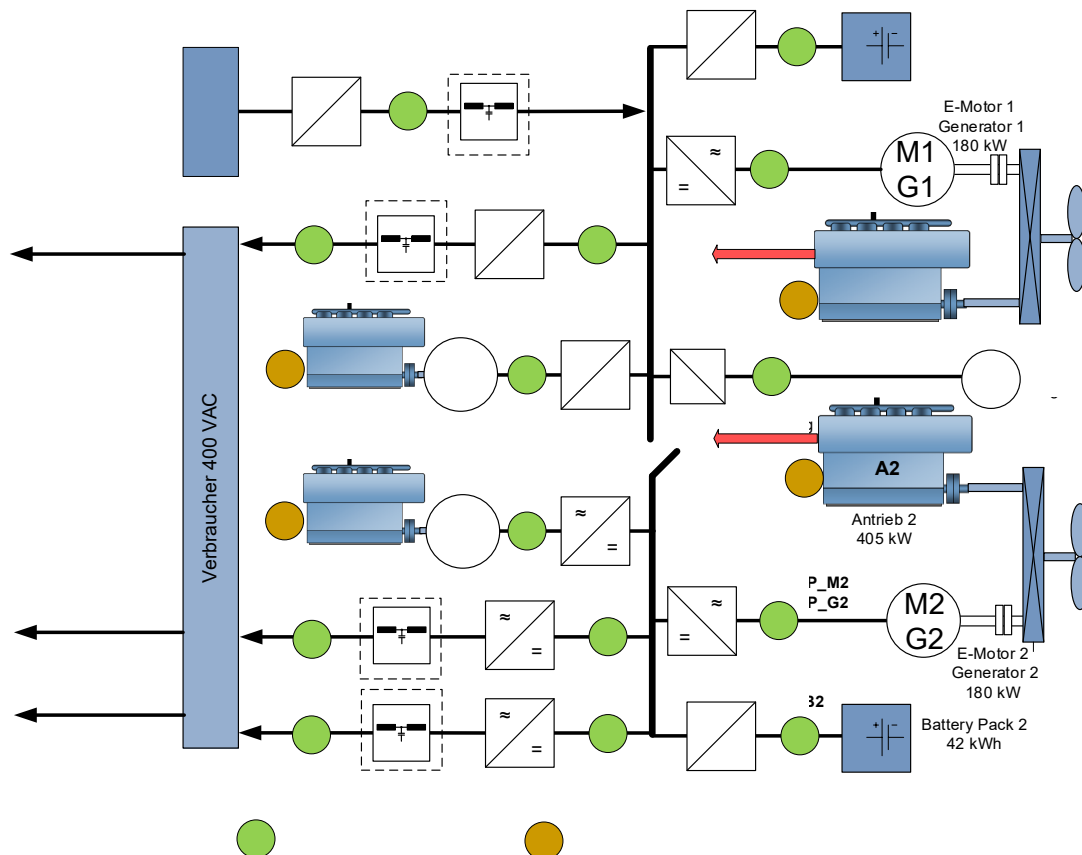 E-Motor 1
Generator 1
180 kW
M1
G1
≈
=
Verbraucher 400 VAC
A2
Antrieb 2
405 kW
≈
=
P_M2
P_G2
≈
=
M2
G2
E-Motor 2
Generator 2
180 kW
≈
=
≈
=
Battery Pack 2
42 kWh